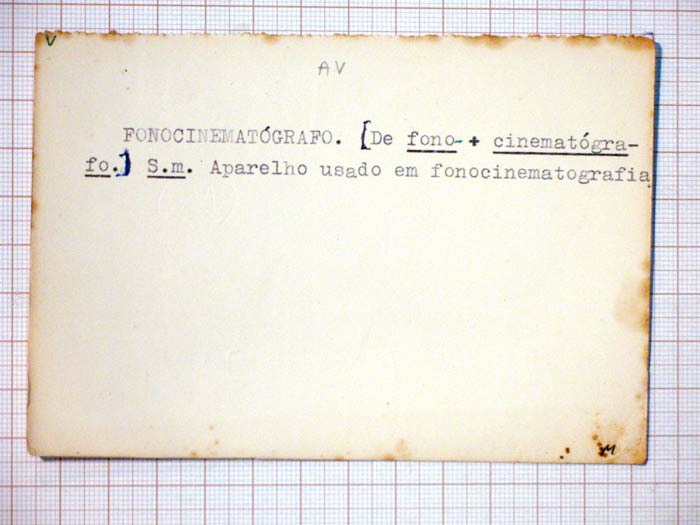 V
AV
FONOCINEMATÓGRAFO. [De fono- + cinematógra-
fo.] S.m. Aparelho usado em fonocinematografia
M